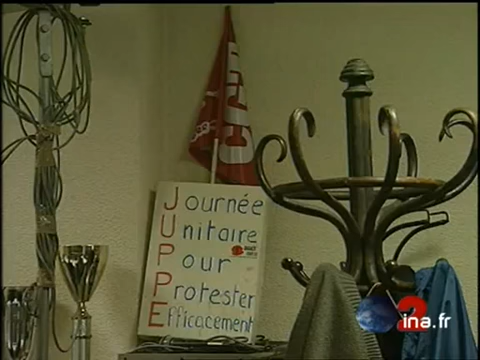 Journée
Unitaire
Pour
Protester
Efficacement
ina.fr